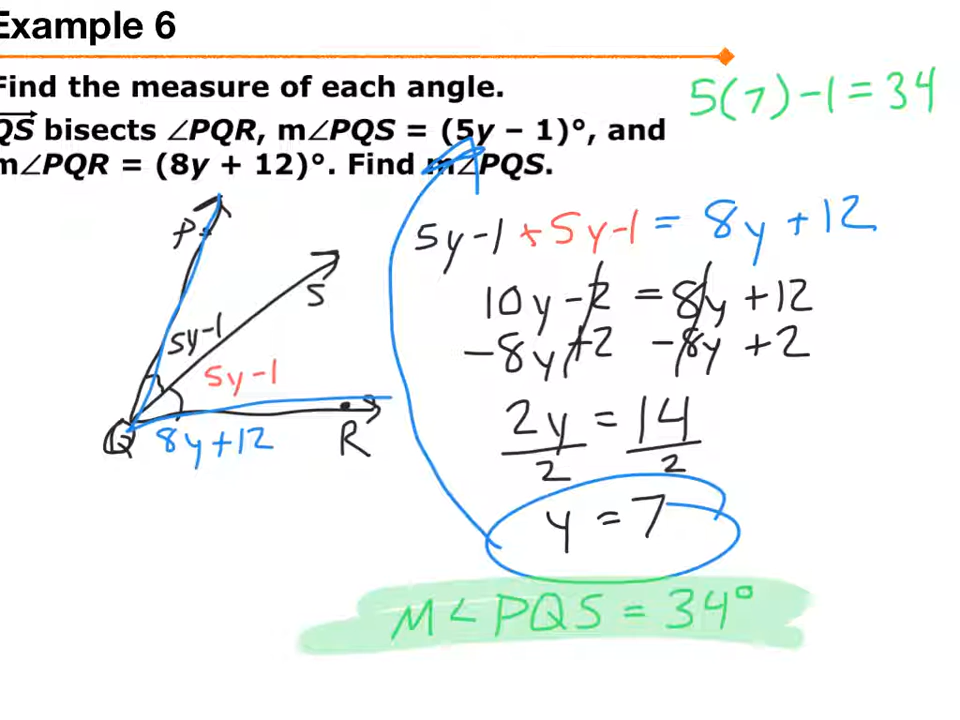 Example 6
Find the measure of each angle.
QS bisects ∠PQR, m∠PQS = (5y – 1)°, and
m∠PQR = (8y + 12)°. Find m∠PQS.
5(7) -1 = 34
P
S
5y-1
5y-1
Q
8y+12
R
5y-1 +5y-1 = 8y +12
10y -2 = 8y +12
-8y +2 -8y +2
2y = 14
2 2
y = 7
M< PQS = 34°